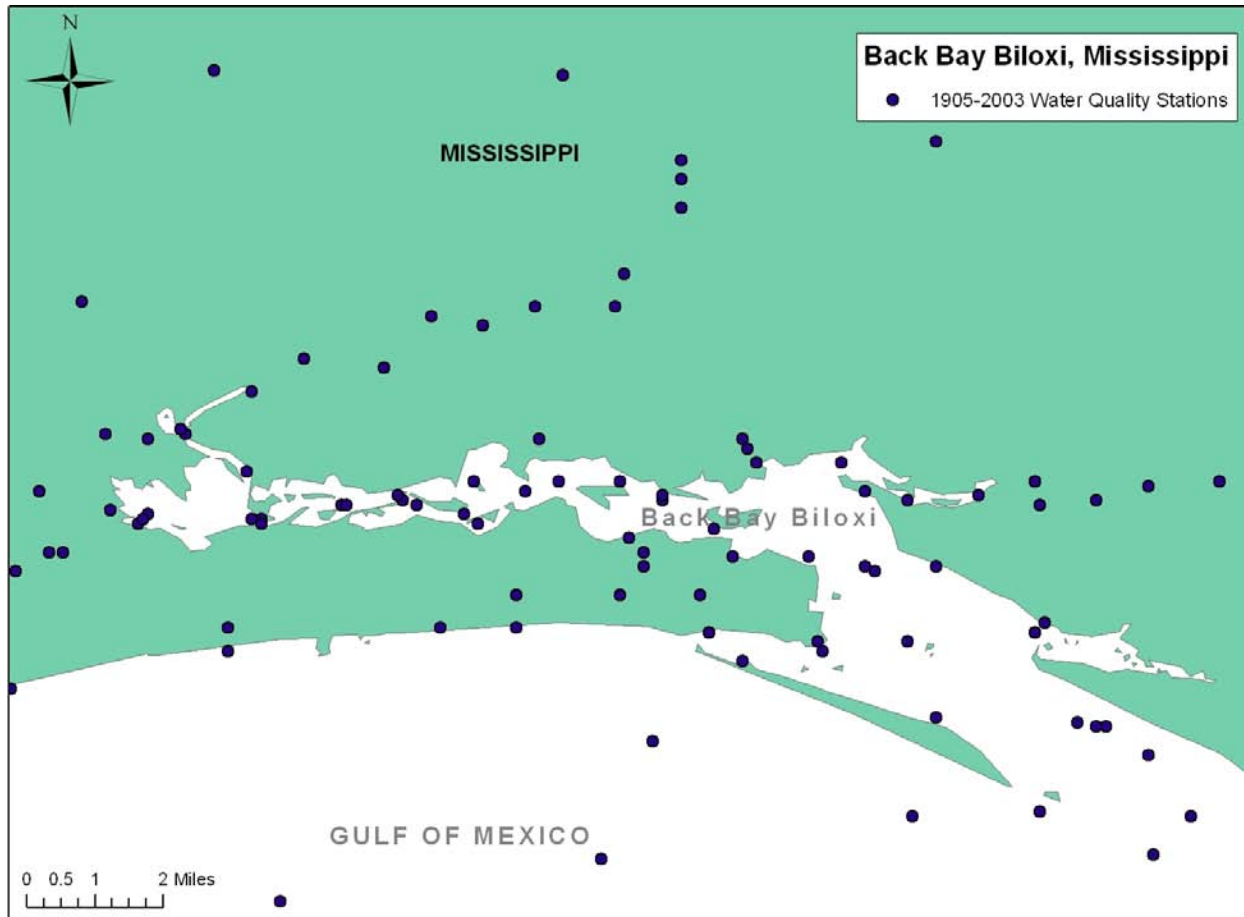 N
Back Bay Biloxi, Mississippi
1905-2003 Water Quality Stations
MISSISSIPPI
Back Bay Biloxi
GULF OF MEXICO
0 0.5 1 2 Miles